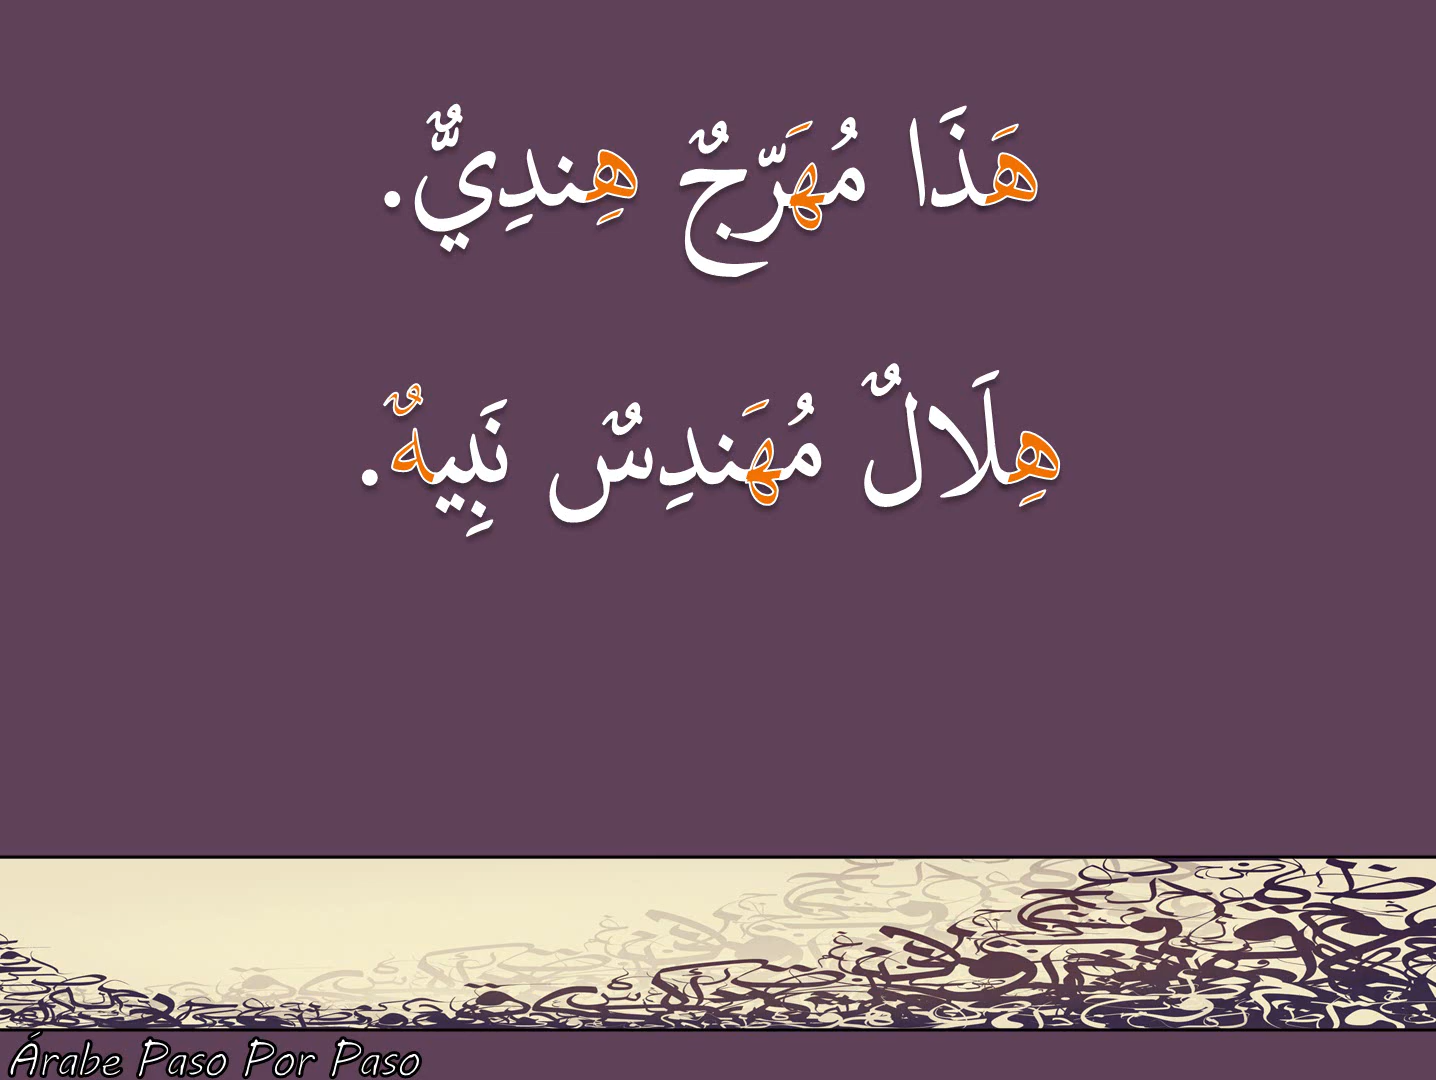 هَذَا مُهَرَّجٌ هِندِيٌّ.
هِلَالٌ مُهَندِسٌ نَبِيهٌ.
Árabe Paso Por Paso